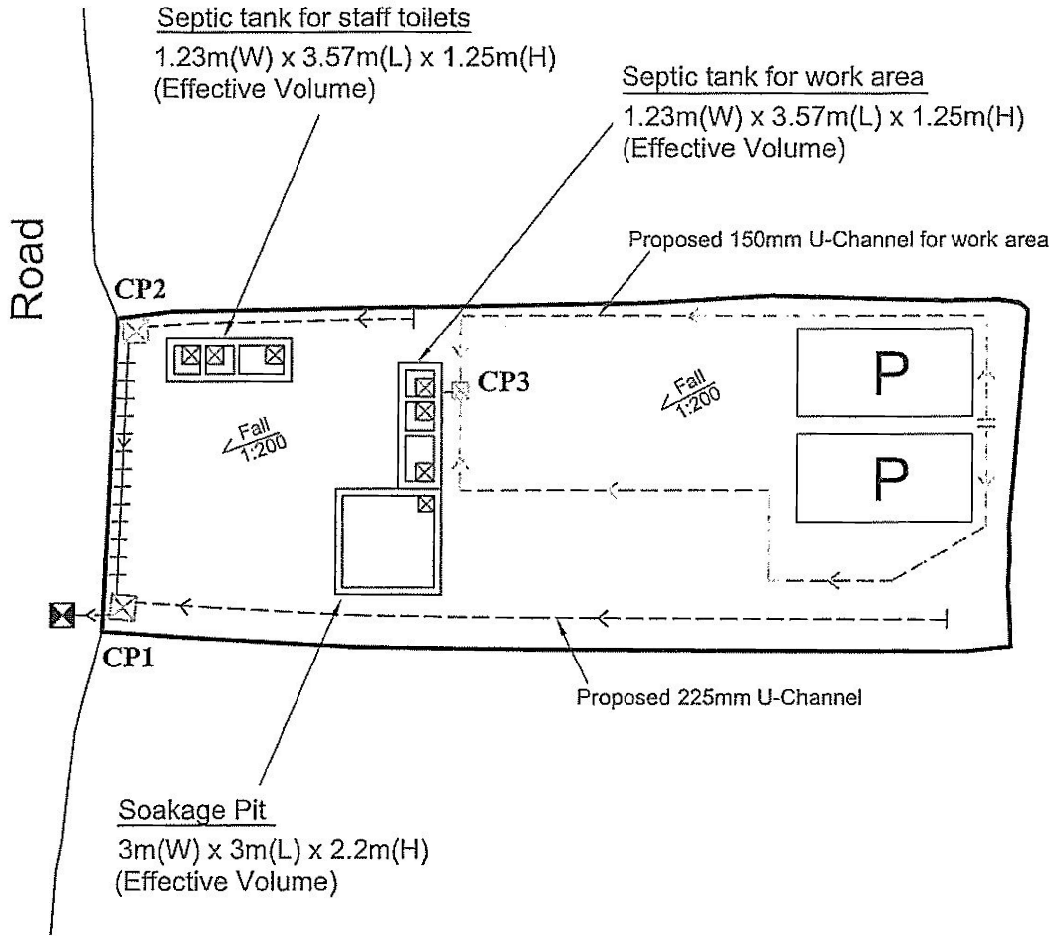 Septic tank for staff toilets
1.23m(W) x 3.57m(L) x 1.25m(H)
(Effective Volume)
Septic tank for work area
1.23m(W) x 3.57m(L) x 1.25m(H)
(Effective Volume)
Road
Proposed 150mm U-Channel for work area
CP2
CP3
Fall
1:200
Fall
1:200
P
P
CP1
Proposed 225mm U-Channel
Soakage Pit
3m(W) x 3m(L) x 2.2m(H)
(Effective Volume)